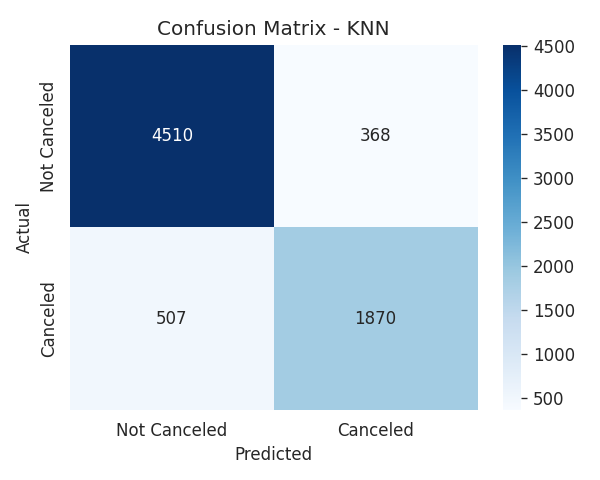 Confusion Matrix - KNN
Actual
Not Canceled
Canceled
4510
368
507
1870
Not Canceled
Canceled
Predicted
4500
4000
3500
3000
2500
2000
1500
1000
500